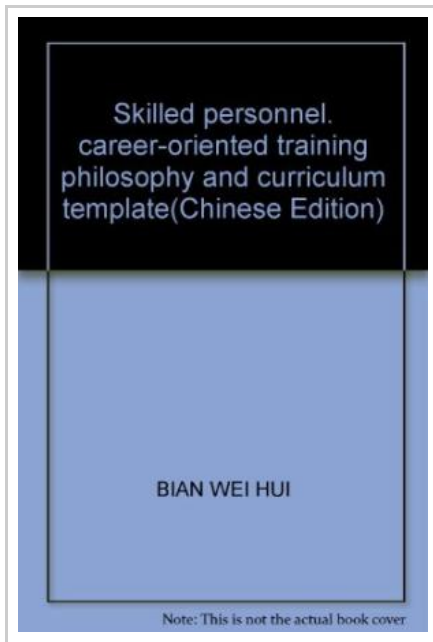 Skilled personnel.
career-oriented training
philosophy and curriculum
template(Chinese Edition)
BIAN WEI HUI
Note: This is not the actual book cover